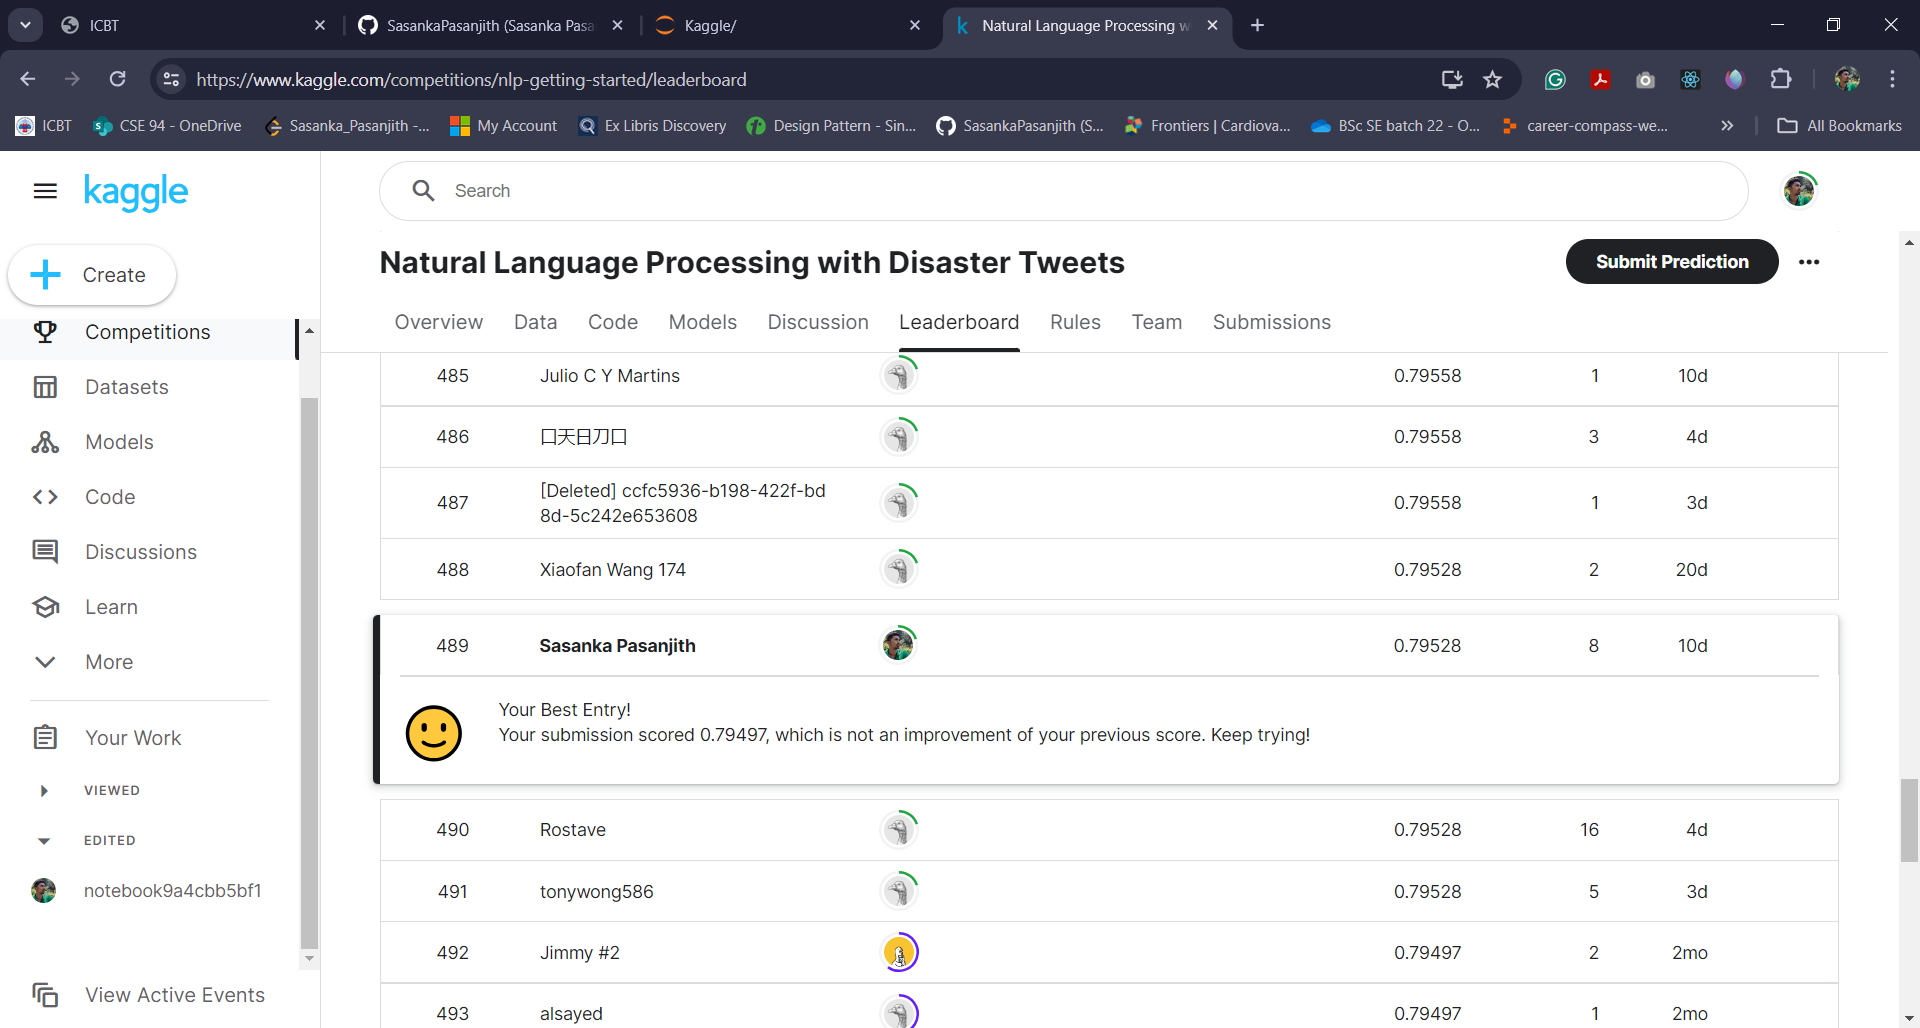 ICBT
SasankaPasanjith (Sasanka Pasa
Kaggle/
Natural Language Processing w
https://www.kaggle.com/competitions/nlp-getting-started/leaderboard
ICBT
CSE 94 - OneDrive
Sasanka_Pasanjith -...
My Account
Ex Libris Discovery
Design Pattern - Sin...
SasankaPasanjith (S...
Frontiers | Cardiova...
BSc SE batch 22 - O...
career-compass-we...
All Bookmarks
kaggle
Search
Create
Competitions
Datasets
Models
Code
Discussions
Learn
More
Your Work
VIEWED
EDITED
notebook9a4cbb5bf1
View Active Events
Natural Language Processing with Disaster Tweets
Submit Prediction
Overview Data Code Models Discussion Leaderboard Rules Team Submissions
485 Julio C Y Martins 0.79558 1 10d
486 口天日刀口 0.79558 3 4d
487 [Deleted] ccfc5936-b198-422f-bd 0.79558 1 3d
8d-5c242e653608
488 Xiaofan Wang 174 0.79528 2 20d
489 Sasanka Pasanjith 0.79528 8 10d
Your Best Entry!
Your submission scored 0.79497, which is not an improvement of your previous score. Keep trying!
490 Rostave 0.79528 16 4d
491 tonywong586 0.79528 5 3d
492 Jimmy #2 0.79497 2 2mo
493 alsayed 0.79497 1 2mo